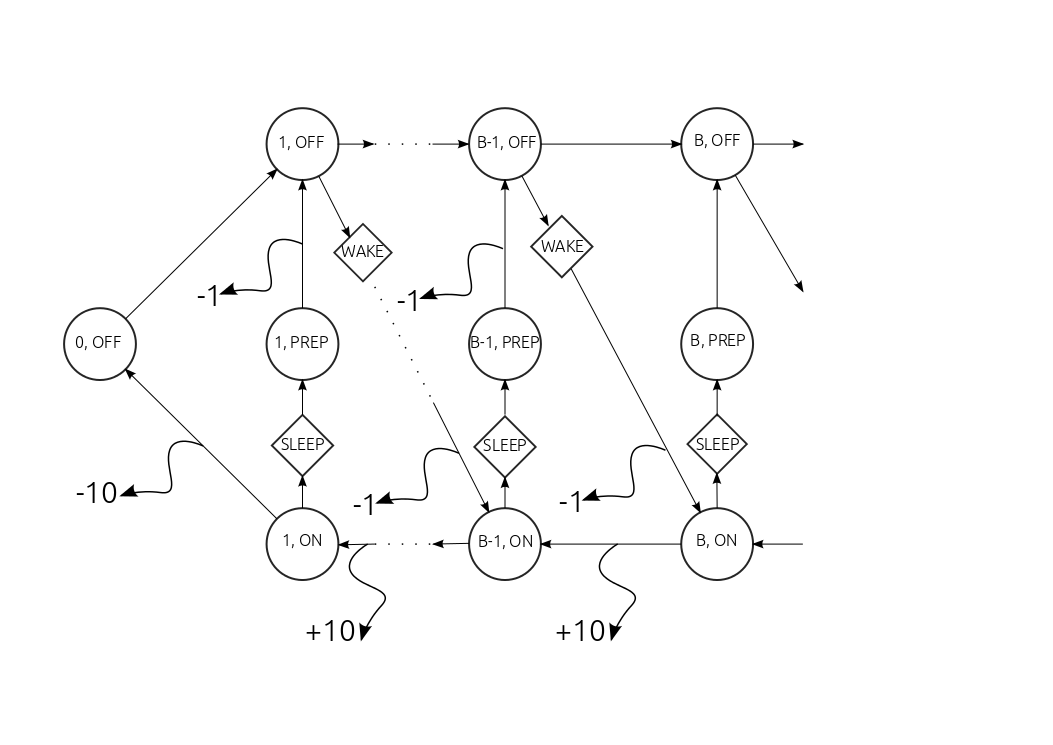 1, OFF
B-1, OFF
B, OFF
WAKE
WAKE
-1
-1
0, OFF
1, PREP
B-1, PREP
B, PREP
SLEEP
SLEEP
SLEEP
-10
-1
-1
1, ON
B-1, ON
B, ON
+10
+10